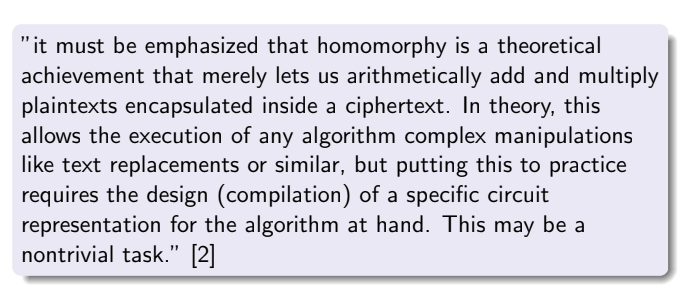 "it must be emphasized that homomorphy is a theoretical
achievement that merely lets us arithmetically add and multiply
plaintexts encapsulated inside a ciphertext. In theory, this
allows the execution of any algorithm complex manipulations
like text replacements or similar, but putting this to practice
requires the design (compilation) of a specific circuit
representation for the algorithm at hand. This may be a
nontrivial task." [2]